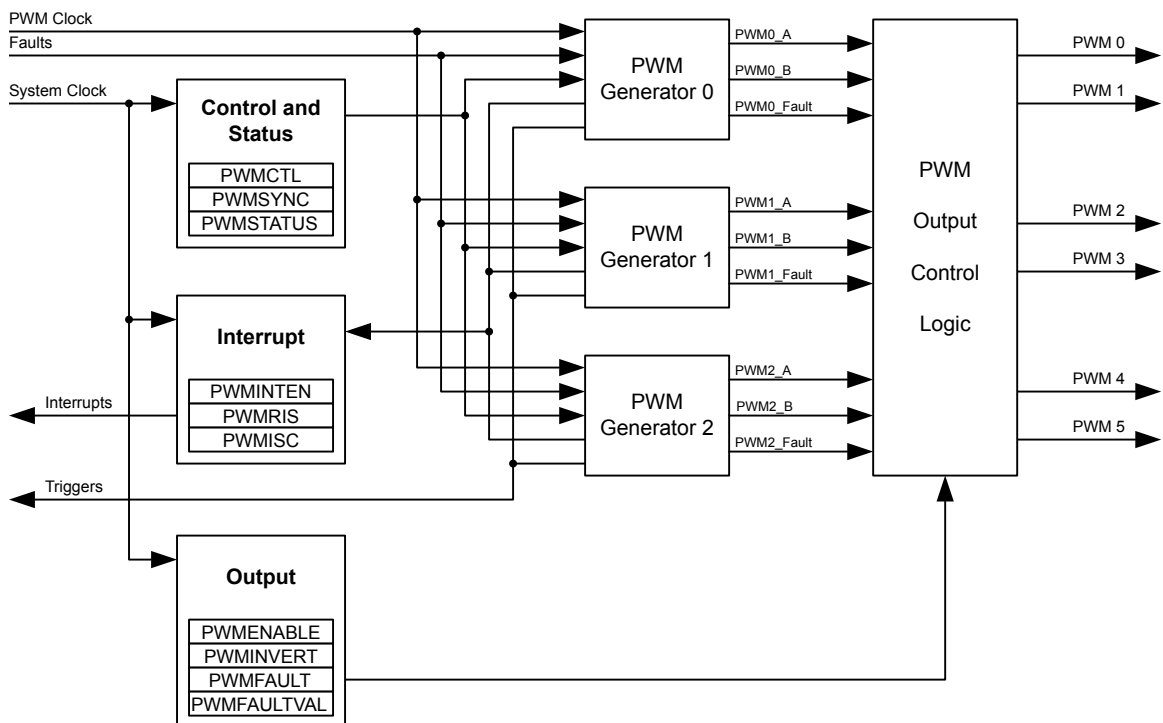 PWM Clock
Faults
System Clock
Control and
Status
PWMCTL
PWMSYNC
PWMSTATUS
Interrupt
PWMINTEN
PWMRIS
PWMISC
Interrupts
Triggers
Output
PWMENABLE
PWMINVERT
PWMFAULT
PWMFAULTVAL
PWM
Generator 0
PWM0_A
PWM0_B
PWM0_Fault
PWM
Generator 1
PWM1_A
PWM1_B
PWM1_Fault
PWM
Generator 2
PWM2_A
PWM2_B
PWM2_Fault
PWM
Output
Control
Logic
PWM 0
PWM 1
PWM 2
PWM 3
PWM 4
PWM 5